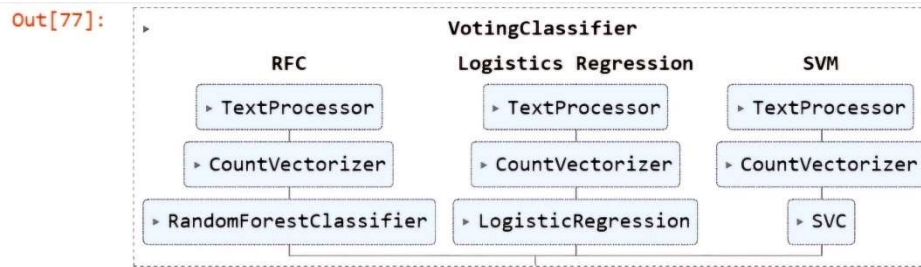 Out[77]:
VotingClassifier
RFC Logistics Regression SVM
TextProcessor TextProcessor TextProcessor
CountVectorizer CountVectorizer CountVectorizer
RandomForestClassifier LogisticRegression SVC